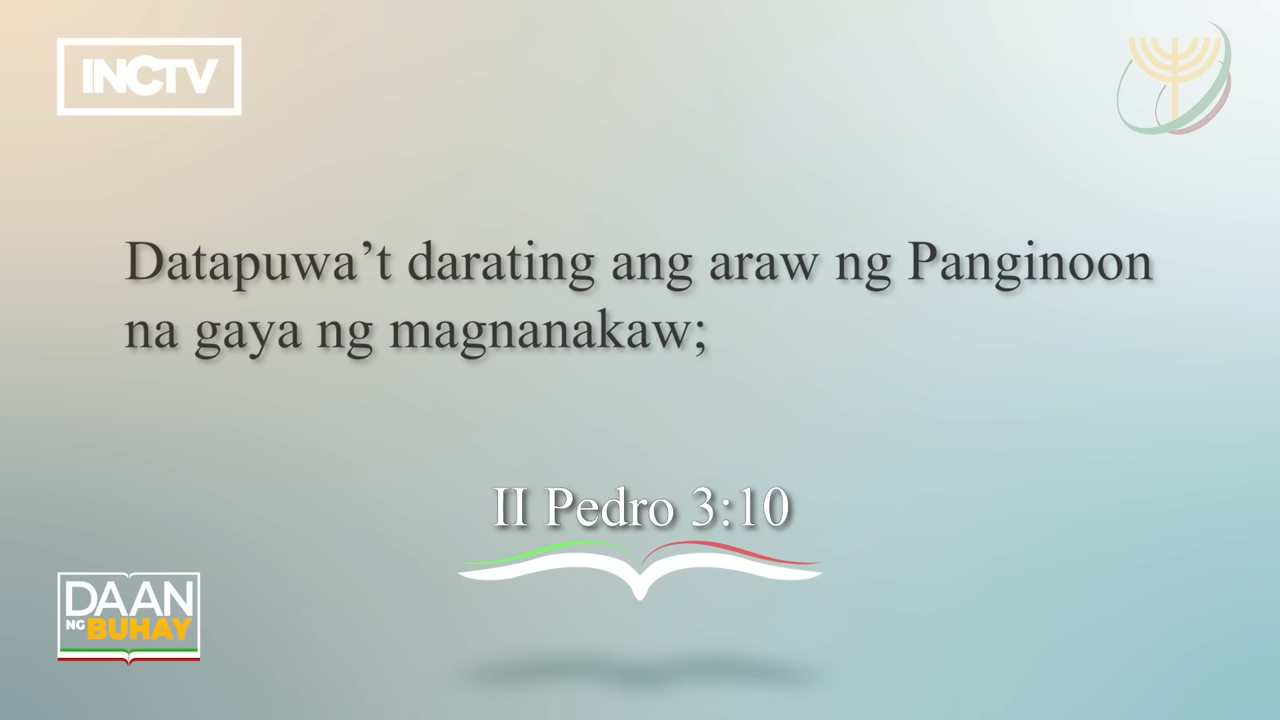 INCTV
Datapuwa’t darating ang araw ng Panginoon
na gaya ng magnanakaw;
II Pedro 3:10
DAAN
NG BUHAY